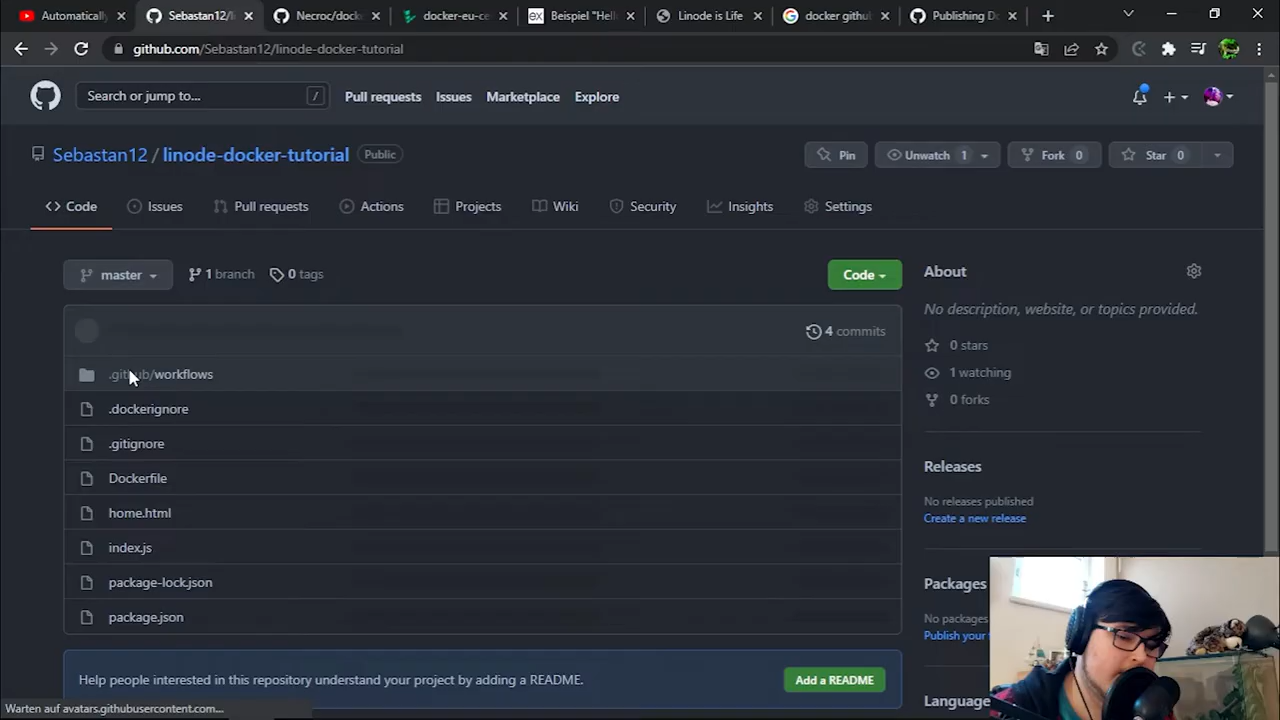 Automatically
Sebastan12/l
Necroc/dock
docker-eu-ce
Beispiel "Hell
Linode is Life
docker githu
Publishing Do
github.com/Sebastan12/linode-docker-tutorial
Search or jump to...
/
Pull requests
Issues
Marketplace
Explore
Sebastan12 / linode-docker-tutorial
Public
Pin
Unwatch 1
Fork 0
Star 0
Code
Issues
Pull requests
Actions
Projects
Wiki
Security
Insights
Settings
master
1 branch
0 tags
Code
4 commits
.github/workflows
.dockerignore
.gitignore
Dockerfile
home.html
index.js
package-lock.json
package.json
Help people interested in this repository understand your project by adding a README.
Add a README
About
No description, website, or topics provided.
0 stars
1 watching
0 forks
Releases
No releases published
Create a new release
Packages
No packages
Publish your
Language
Warten auf avatars.githubusercontent.com...